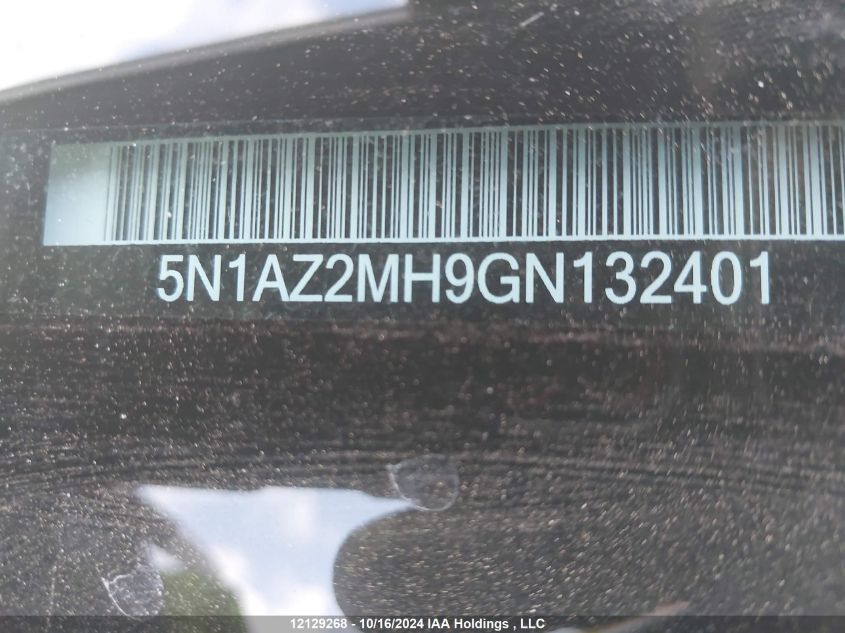 5N1AZ2MH9GN132401
12129268 - 10/16/2024 IAA Holdings , LLC